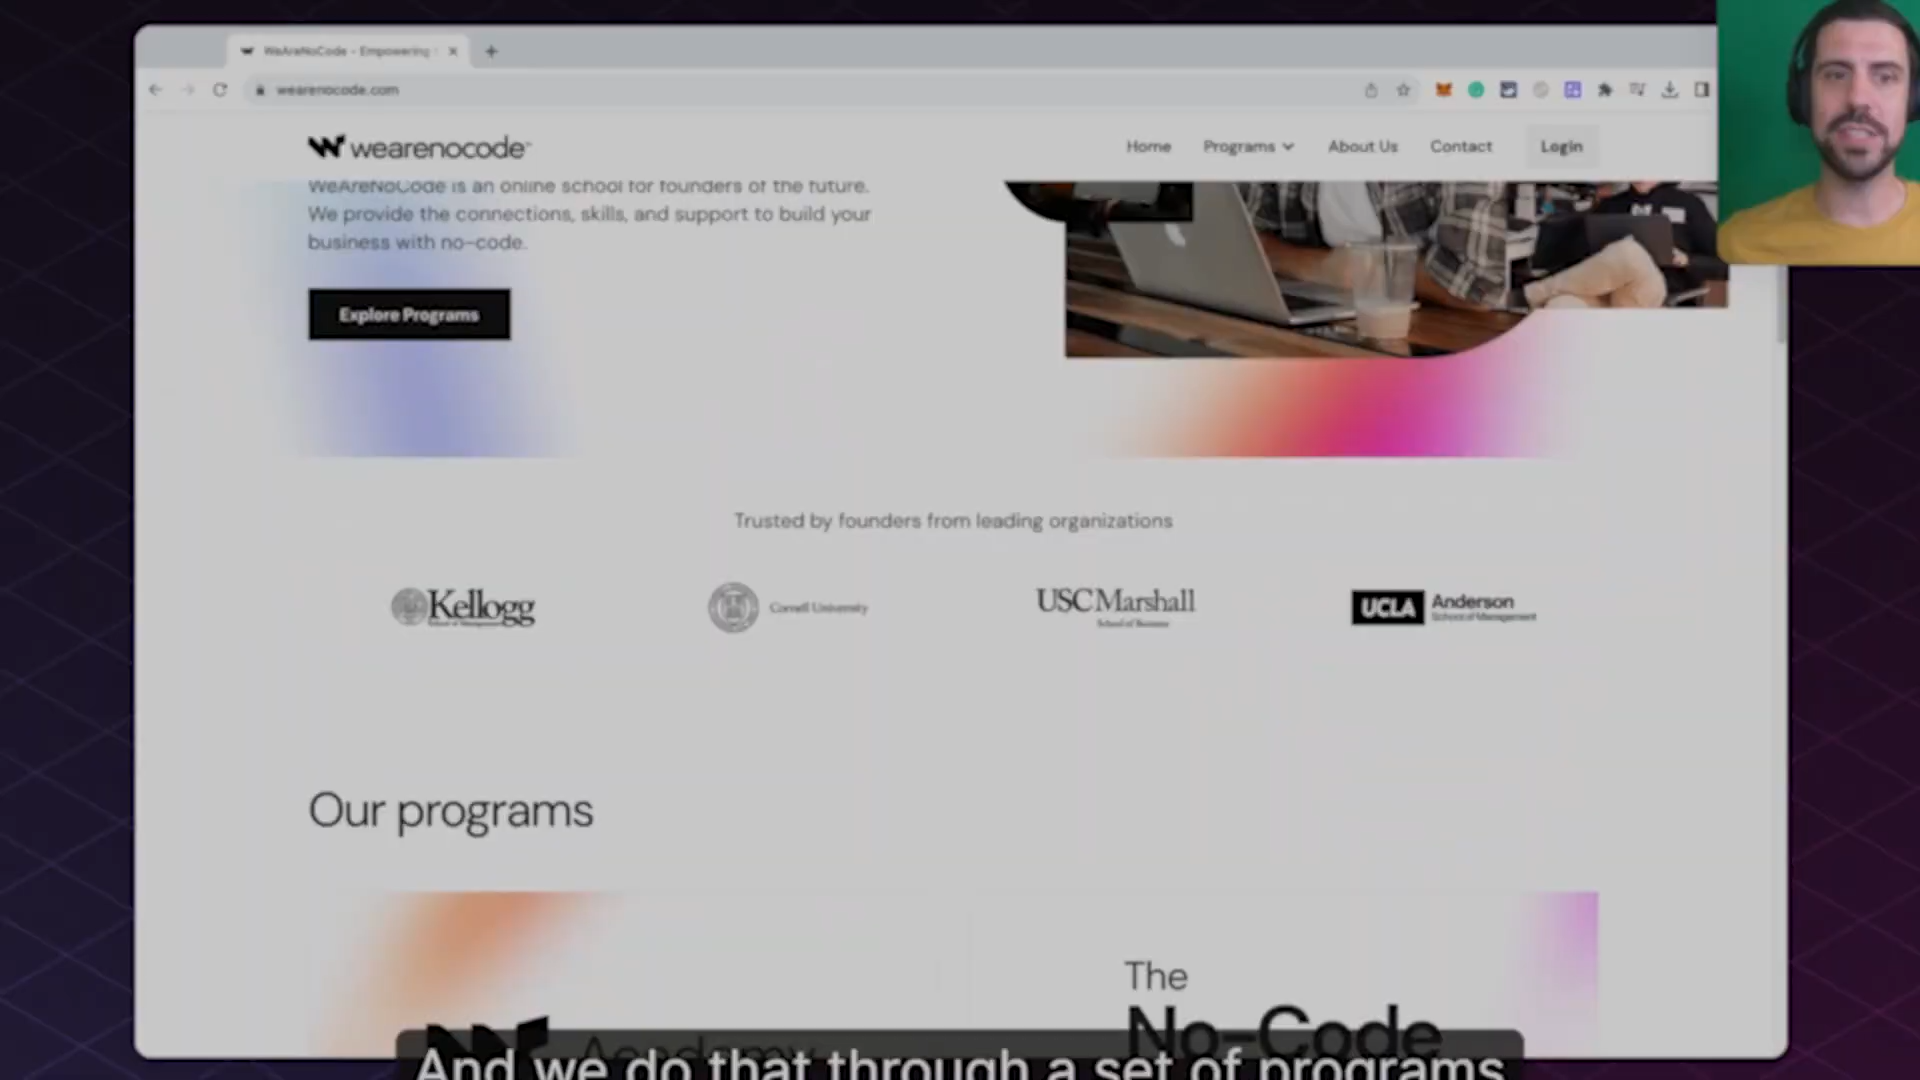 WeAreNoCode - Empowering
wearenocode.com
wearenocode
Home
Programs
About Us
Contact
Login
WeAreNoCode is an online school for founders of the future.
We provide the connections, skills, and support to build your
business with no-code.
Explore Programs
Trusted by founders from leading organizations
Kellogg
School of Management
Cornell University
USC Marshall
School of Business
UCLA
Anderson
School of Management
Our programs
The
No-Code
Academy
And we do that through a set of programs